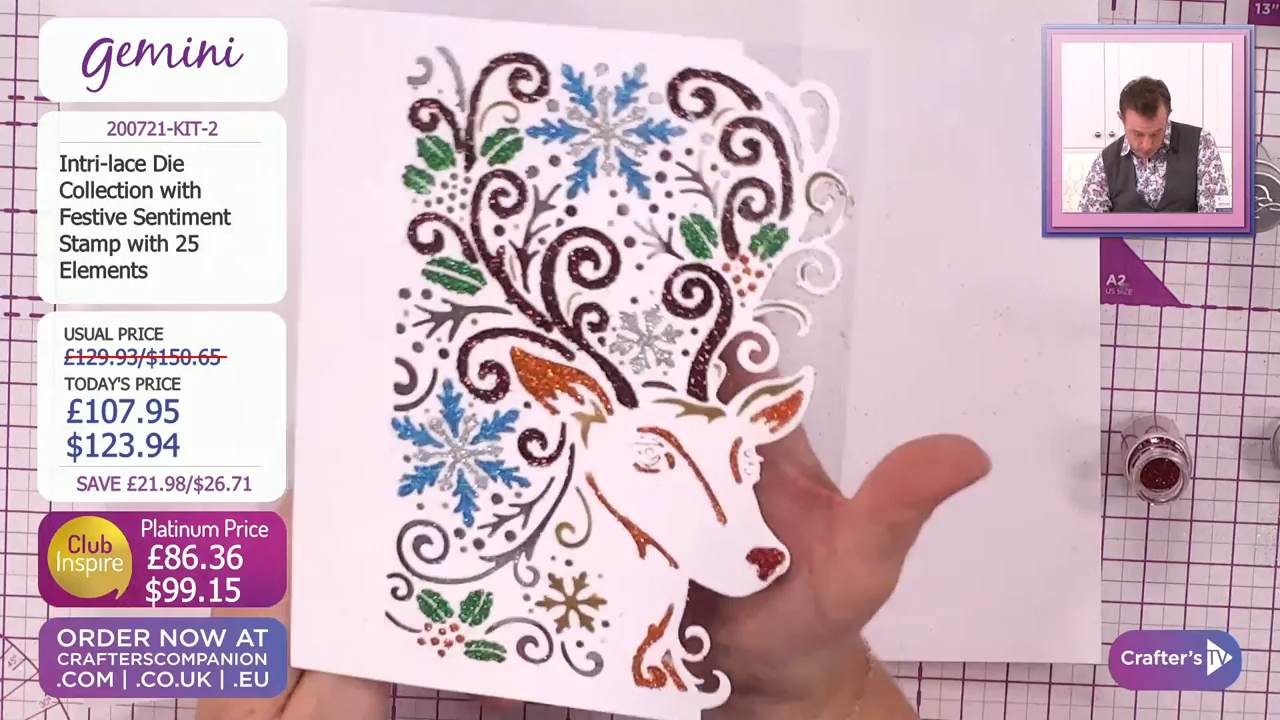 gemini
200721-KIT-2
Intri-lace Die
Collection with
Festive Sentiment
Stamp with 25
Elements
USUAL PRICE
£129.93/$150.65
TODAY'S PRICE
£107.95
$123.94
SAVE £21.98/$26.71
Club
Inspire
Platinum Price
£86.36
$99.15
ORDER NOW AT
CRAFTERSCOMPANION
.COM | .CO.UK | .EU
13"
A2
US SIZE
Crafter's TV